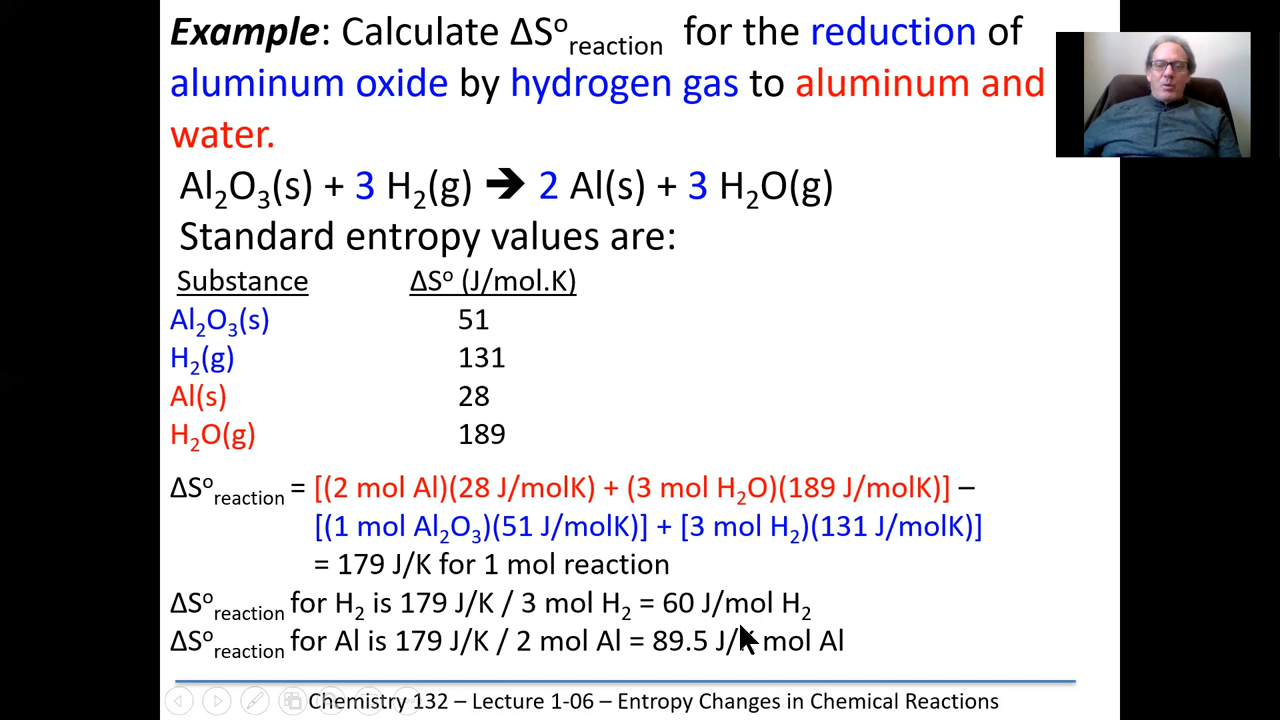 Example: Calculate ΔSº reaction for the reduction of
aluminum oxide by hydrogen gas to aluminum and
water.
Al₂O₃(s) + 3 H₂(g) ➔ 2 Al(s) + 3 H₂O(g)
Standard entropy values are:
Substance ΔSº (J/mol.K)
Al₂O₃(s) 51
H₂(g) 131
Al(s) 28
H₂O(g) 189
ΔSº reaction = [(2 mol Al)(28 J/molK) + (3 mol H₂O)(189 J/molK)] –
[(1 mol Al₂O₃)(51 J/molK)] + [3 mol H₂)(131 J/molK)]
= 179 J/K for 1 mol reaction
ΔSº reaction for H₂ is 179 J/K / 3 mol H₂ = 60 J/mol H₂
ΔSº reaction for Al is 179 J/K / 2 mol Al = 89.5 J/K mol Al
Chemistry 132 – Lecture 1-06 – Entropy Changes in Chemical Reactions